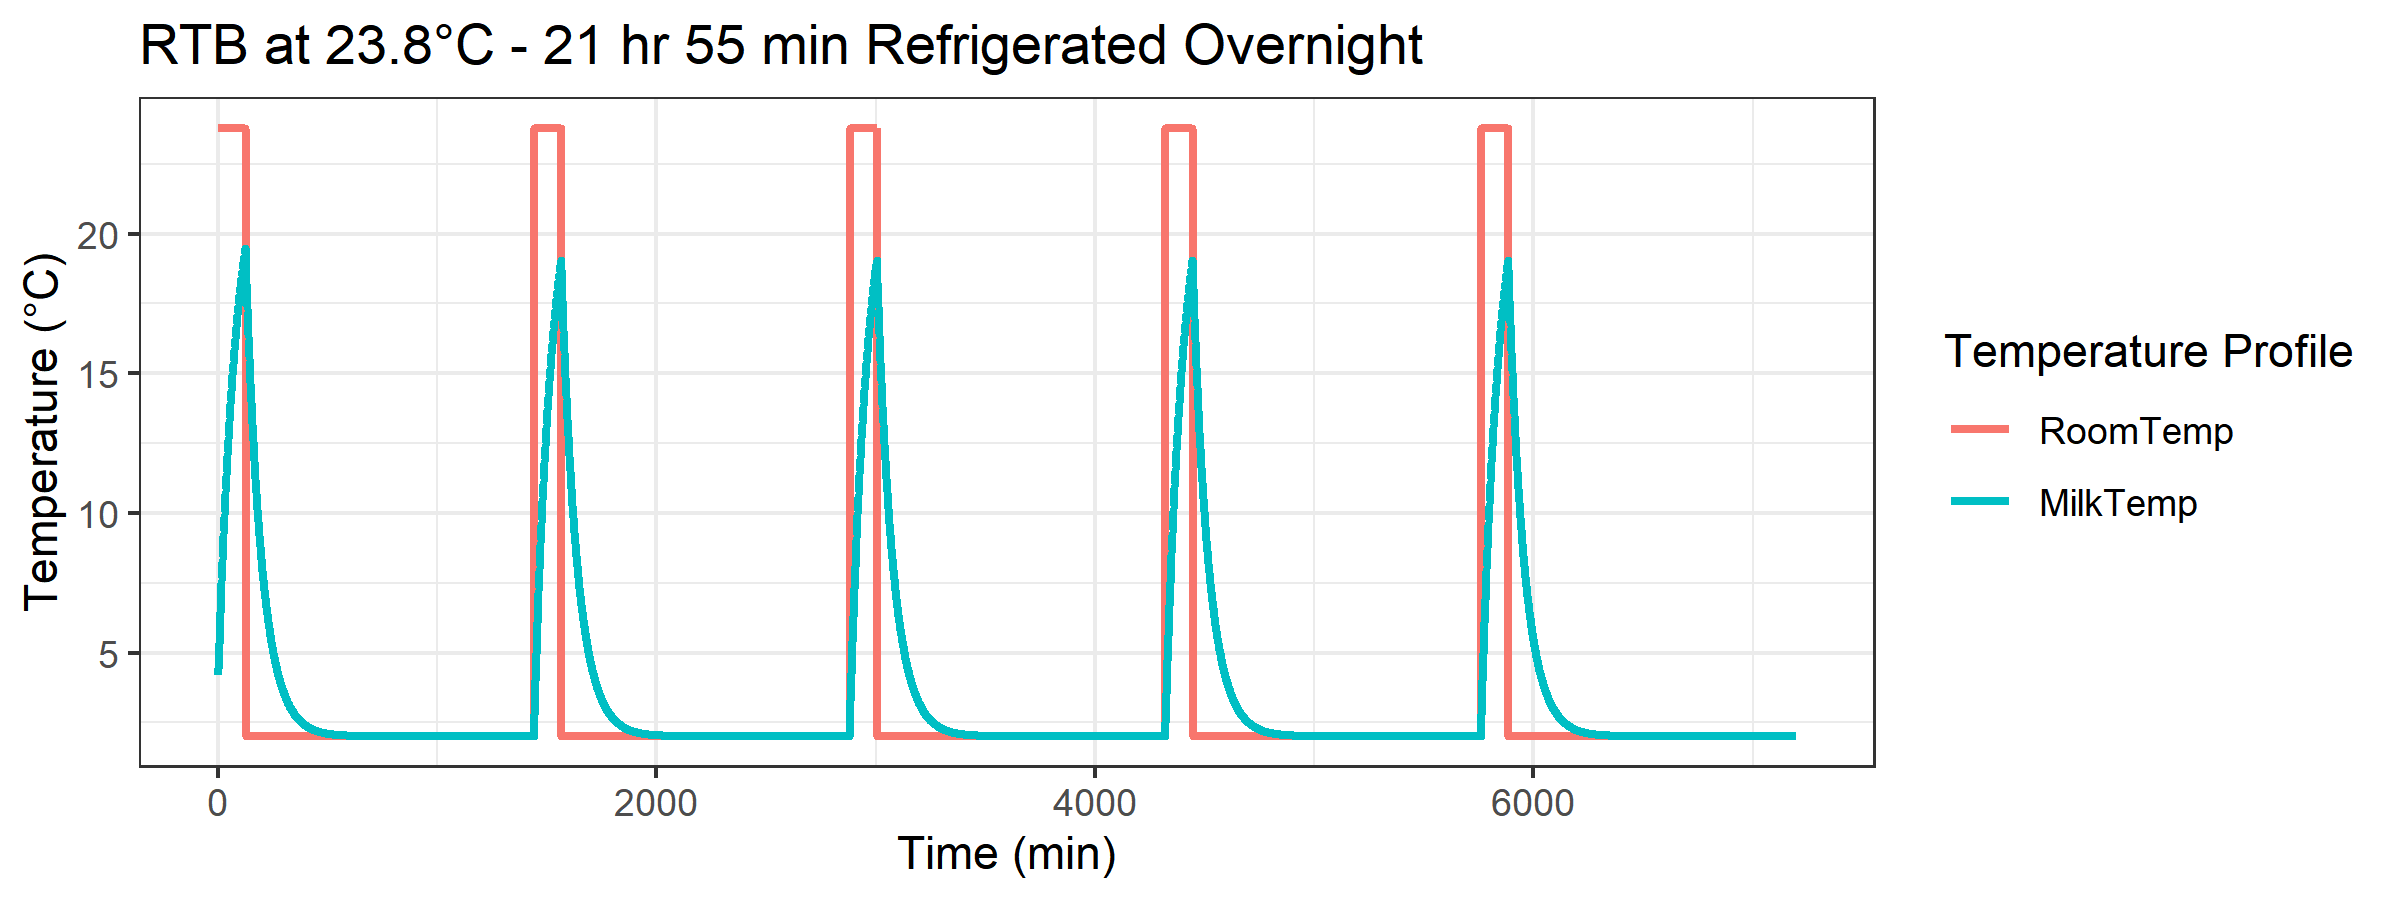 RTB at 23.8°C - 21 hr 55 min Refrigerated Overnight
20
15
10
5
Temperature (°C)
0
2000
4000
6000
Time (min)
Temperature Profile
RoomTemp
MilkTemp